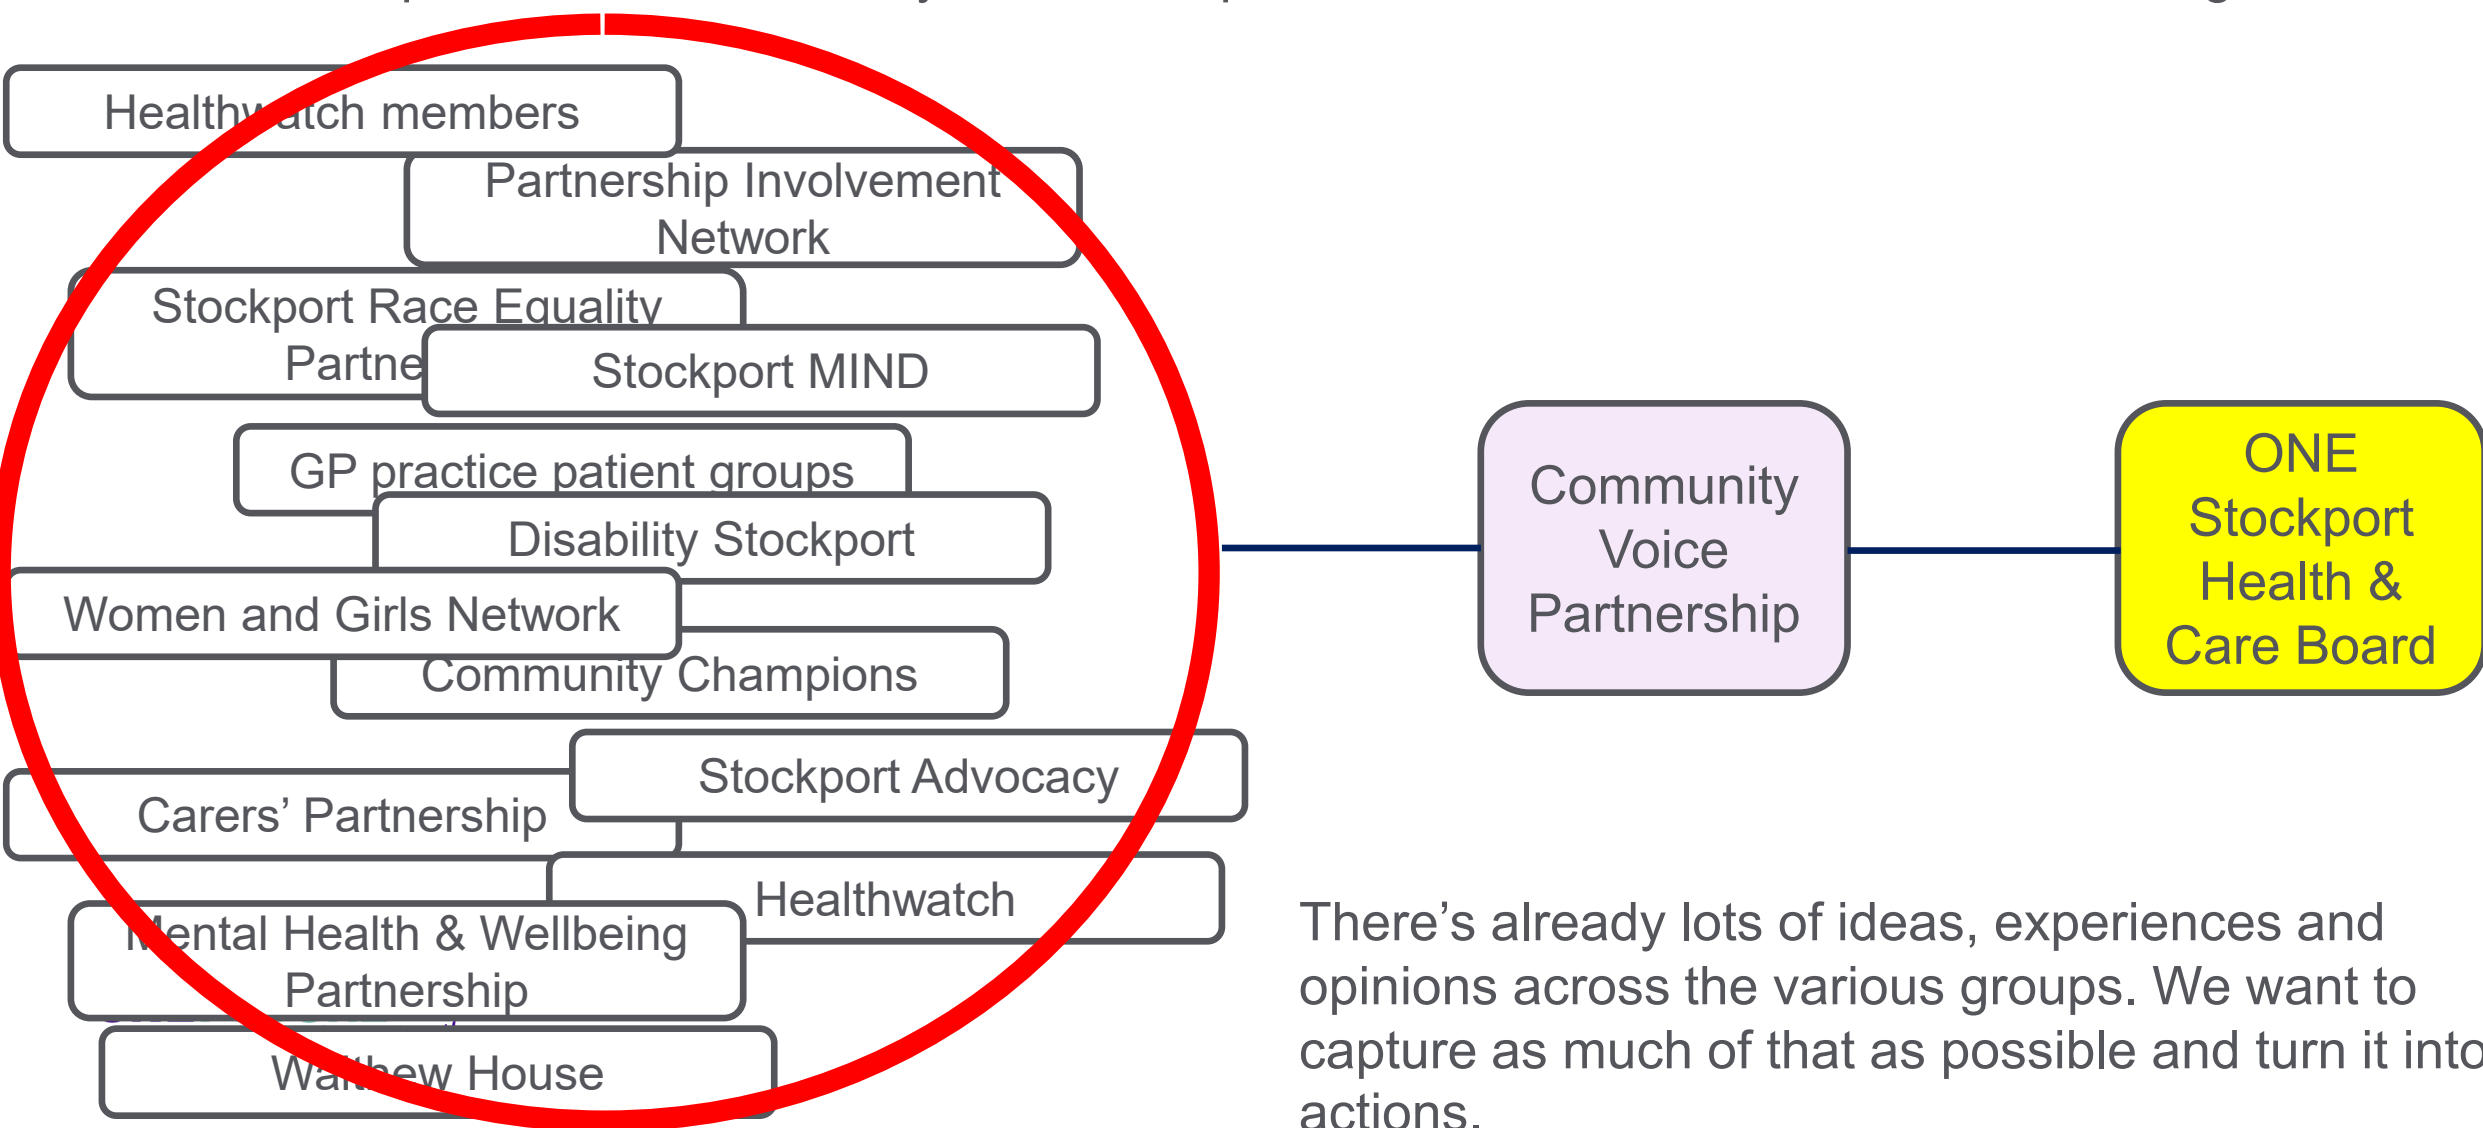 Healthwatch members
Partnership Involvement
Network
Stockport Race Equality
Stockport MIND
GP practice patient groups
Disability Stockport
Women and Girls Network
Community Champions
Stockport Advocacy
Carers’ Partnership
Healthwatch
Mental Health & Wellbeing
Partnership
Walthew House
Community
Voice
Partnership
ONE
Stockport
Health &
Care Board
There’s already lots of ideas, experiences and
opinions across the various groups. We want to
capture as much of that as possible and turn it into
actions.